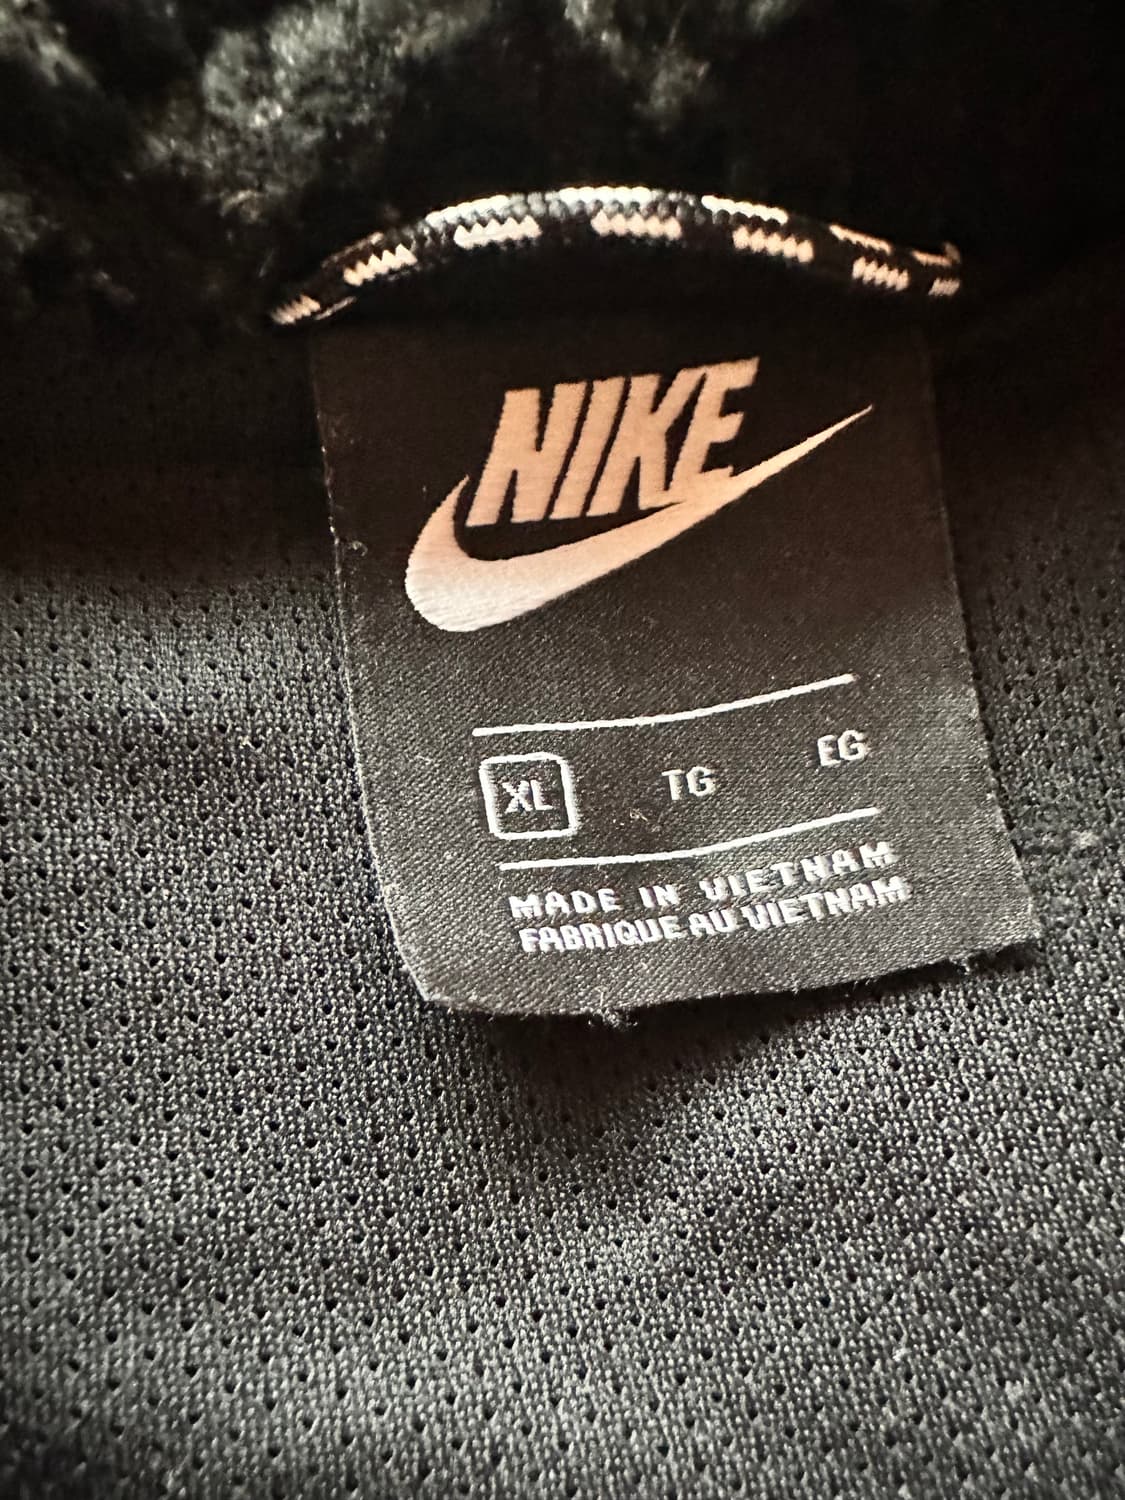 NIKE
XL TG EG
MADE IN VIETNAM
FABRIQUE AU VIETNAM